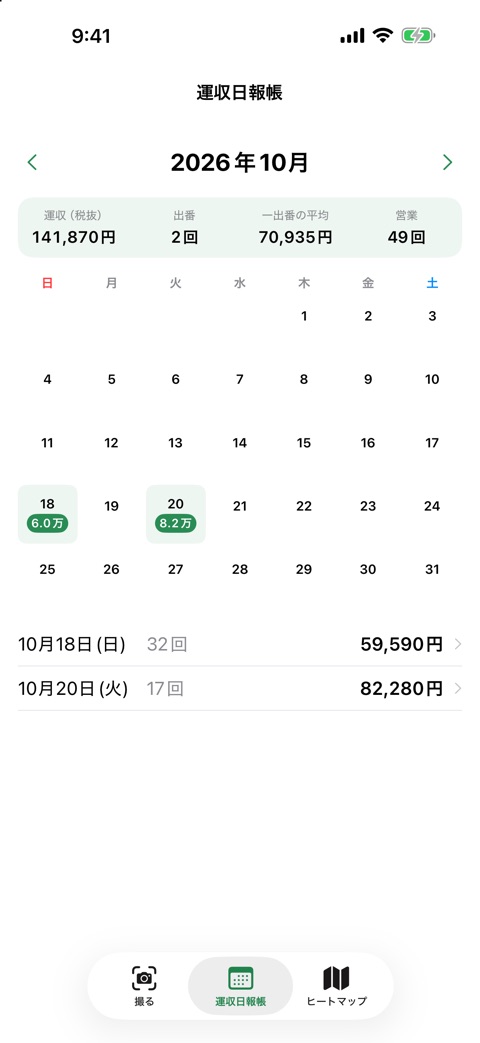 9:41
運収日報帳
2026年10月
運収（税抜） 出番 一出番の平均 営業
141,870円 2回 70,935円 49回
日 月 火 水 木 金 土
1 2 3
4 5 6 7 8 9 10
11 12 13 14 15 16 17
18 19 20 21 22 23 24
6.0万 8.2万
25 26 27 28 29 30 31
10月18日(日) 32回 59,590円
10月20日(火) 17回 82,280円
撮る 運収日報帳 ヒートマップ